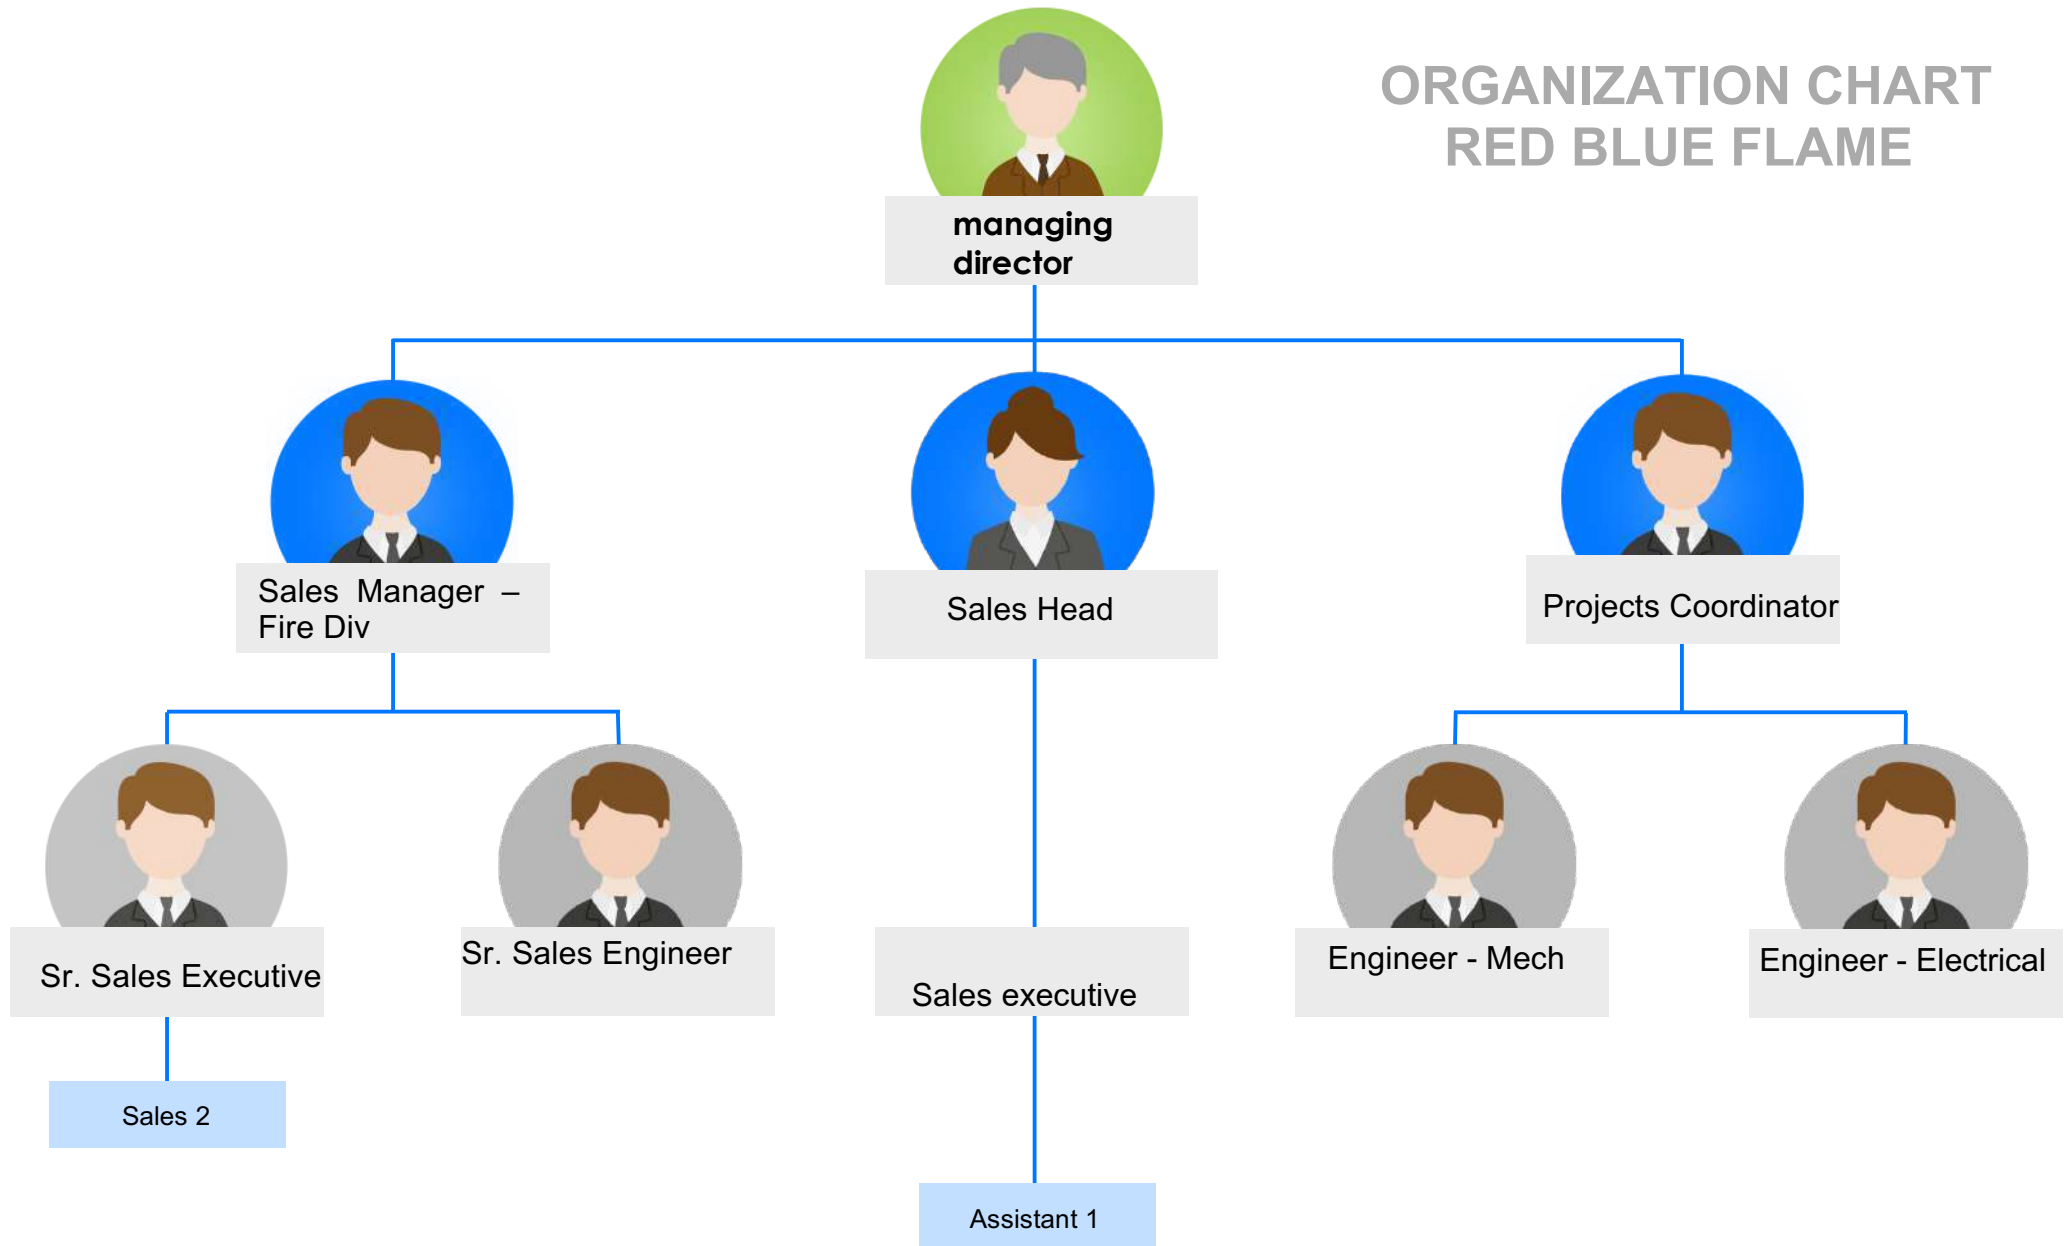 ORGANIZATION CHART
RED BLUE FLAME
managing
director
Sales Manager –
Fire Div
Sales Head
Projects Coordinator
Sr. Sales Executive
Sr. Sales Engineer
Sales executive
Engineer - Mech
Engineer - Electrical
Sales 2
Assistant 1